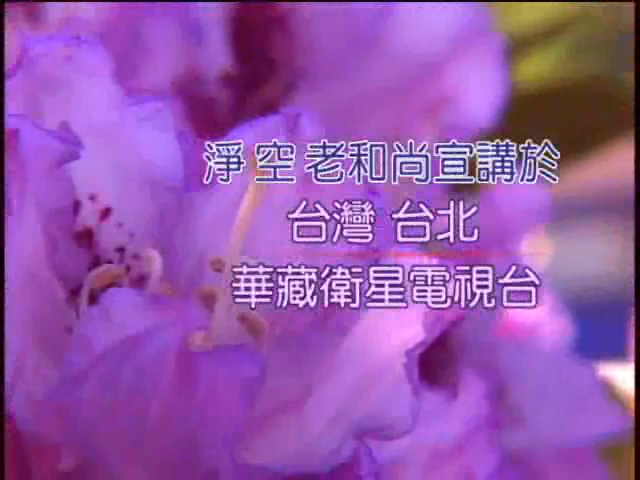 淨空老和尚宣講於
台灣 台北
華藏衛星電視台